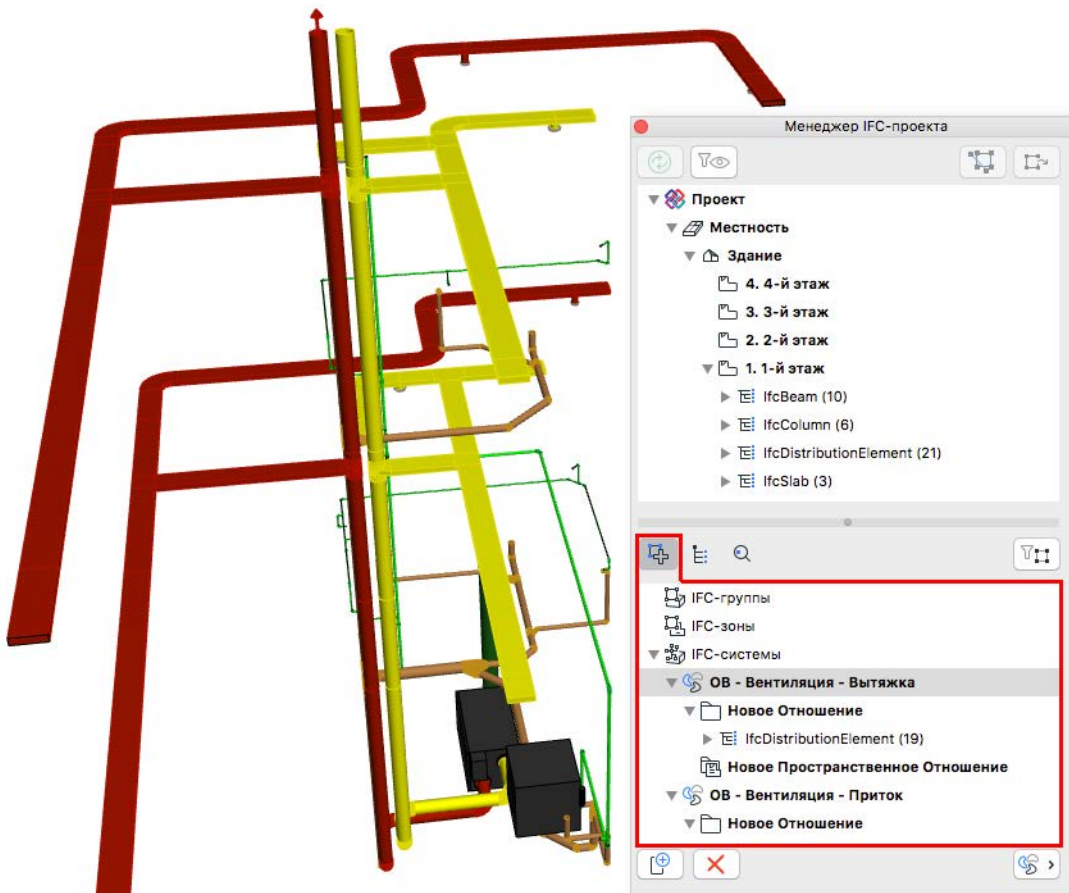 Менеджер IFC-проекта
Проект
Местность
Здание
4. 4-й этаж
3. 3-й этаж
2. 2-й этаж
1. 1-й этаж
IfcBeam (10)
IfcColumn (6)
IfcDistributionElement (21)
IfcSlab (3)
IFC-группы
IFC-зоны
IFC-системы
ОВ - Вентиляция - Вытяжка
Новое Отношение
IfcDistributionElement (19)
Новое Пространственное Отношение
ОВ - Вентиляция - Приток
Новое Отношение